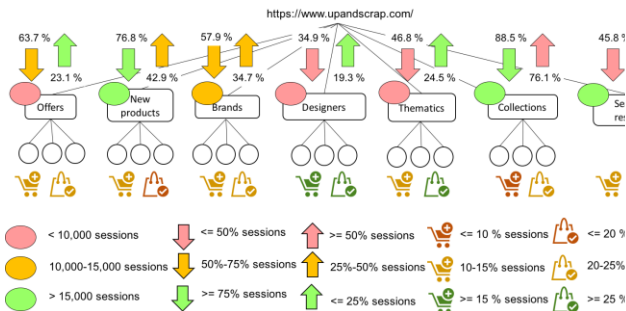 https://www.upandscrap.com/
63.7 % 76.8 % 57.9 % 34.9 % 46.8 % 88.5 % 45.8 %
23.1 % 42.9 % 34.7 % 19.3 % 24.5 % 76.1 %
Offers
New
products
Brands
Designers
Thematics
Collections
Se
res
< 10,000 sessions
<= 50% sessions
>= 50% sessions
<= 10 % sessions
<= 20 %
10,000-15,000 sessions
50%-75% sessions
25%-50% sessions
10-15% sessions
20-25%
> 15,000 sessions
>= 75% sessions
<= 25% sessions
>= 15 % sessions
>= 25 %